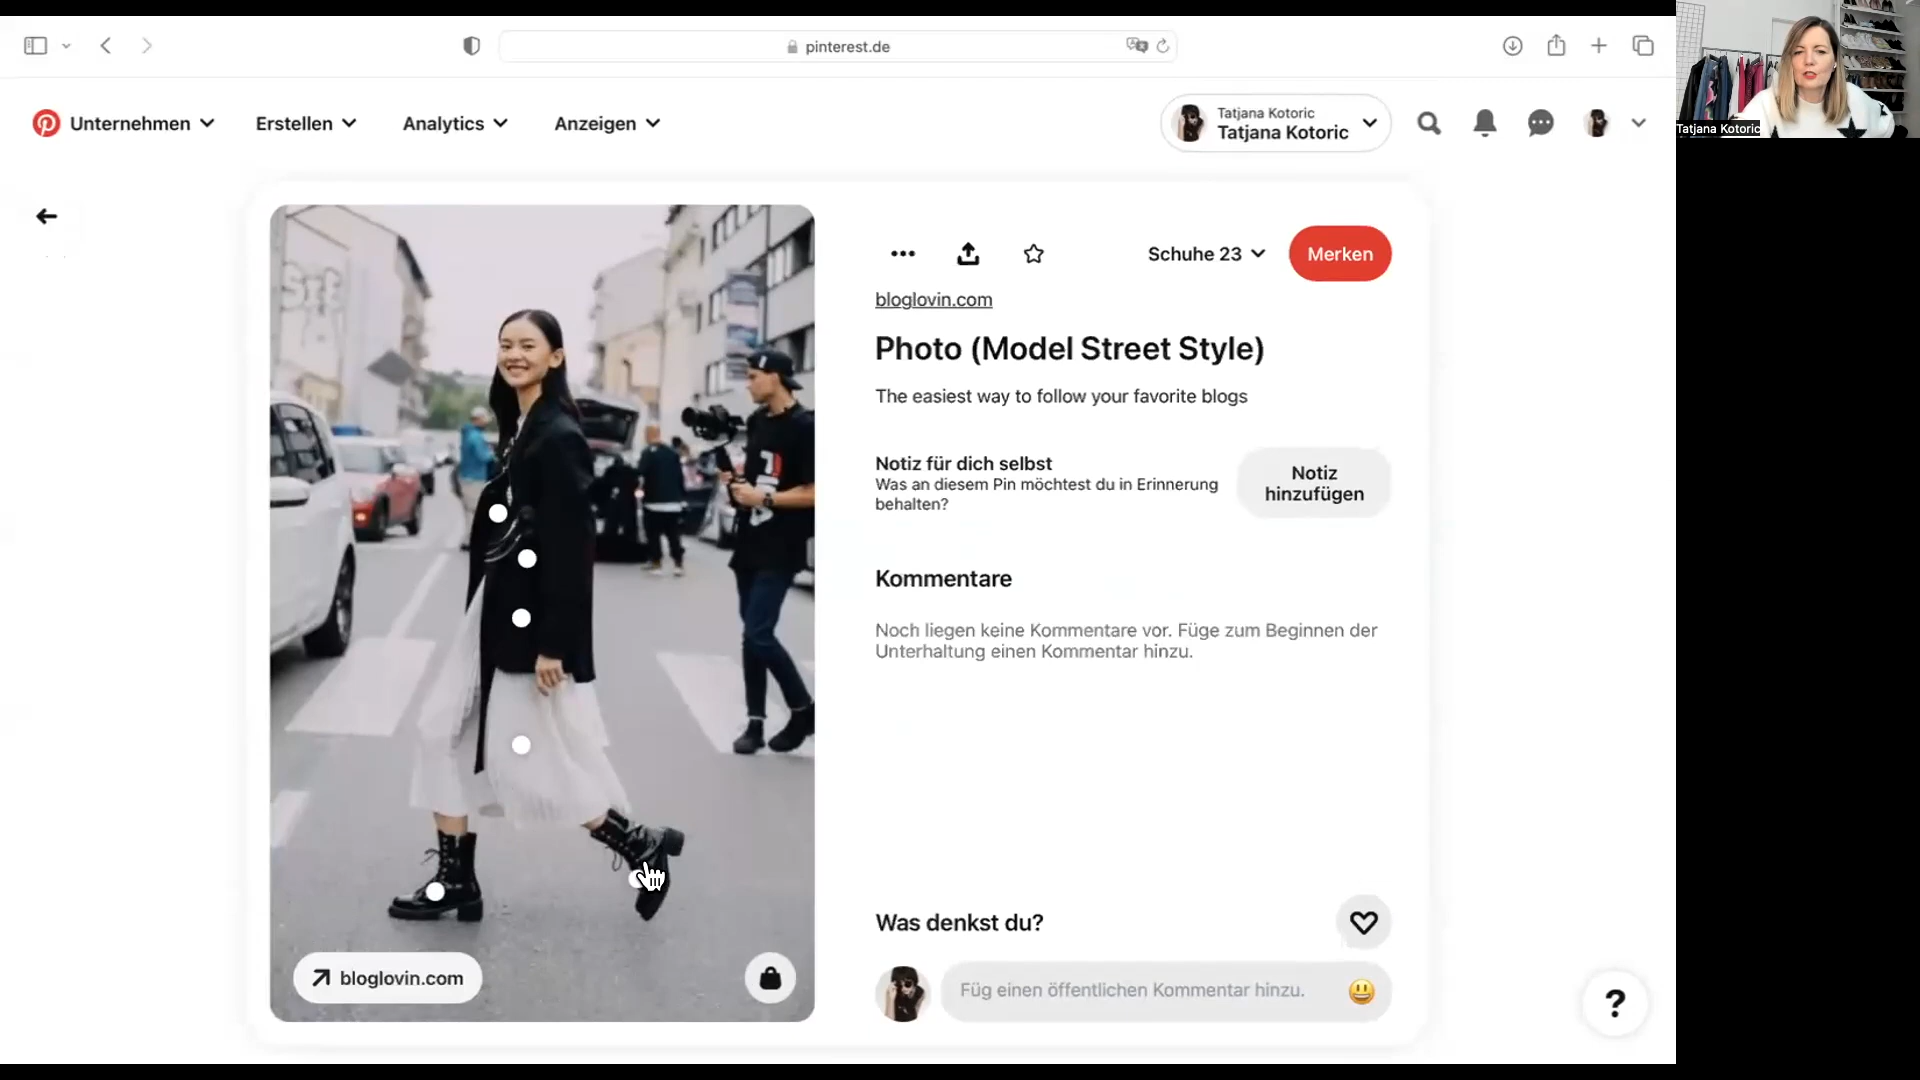 pinterest.de
Unternehmen
Erstellen
Analytics
Anzeigen
Tatjana Kotoric
Tatjana Kotoric
Tatjana Kotoric
Schuhe 23
Merken
bloglovin.com
Photo (Model Street Style)
The easiest way to follow your favorite blogs
Notiz für dich selbst
Was an diesem Pin möchtest du in Erinnerung
behalten?
Notiz
hinzufügen
Kommentare
Noch liegen keine Kommentare vor. Füge zum Beginnen der
Unterhaltung einen Kommentar hinzu.
Was denkst du?
Füg einen öffentlichen Kommentar hinzu.
bloglovin.com
?